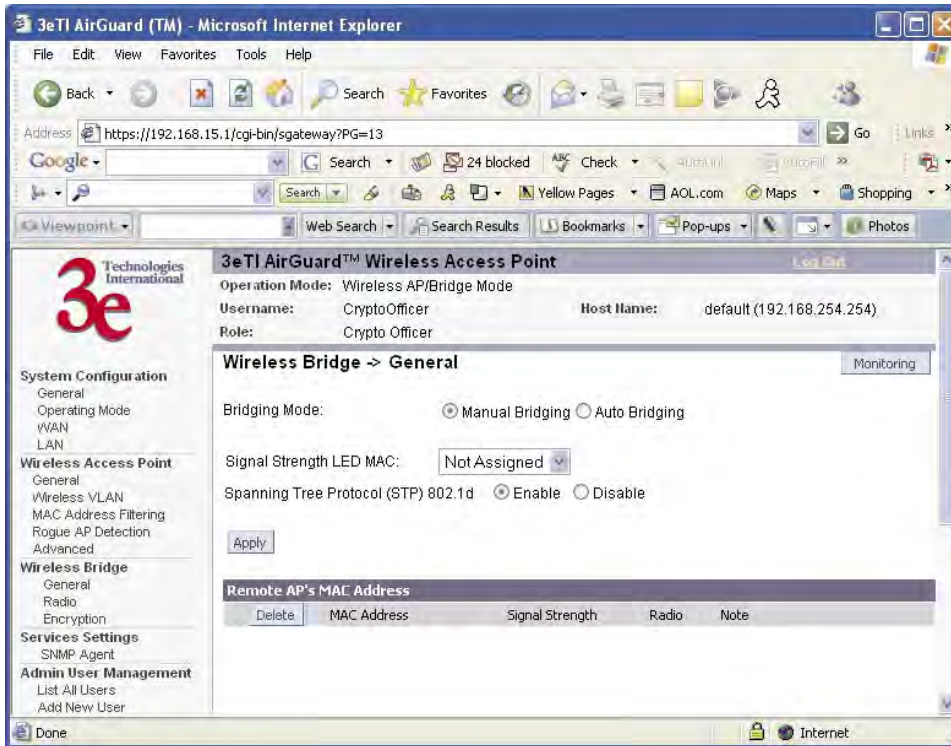 3eTI AirGuard (TM) - Microsoft Internet Explorer
File Edit View Favorites Tools Help
Back Search Favorites
Address https://192.168.15.1/cgi-bin/sgateway?PG=13 Go Links »
Google Search 24 blocked ABC Check AutoLink AutoFill »
Search Yellow Pages AOL.com Maps Shopping »
Viewpoint Web Search Search Results Bookmarks Pop-ups Photos
3e Technologies International
3eTI AirGuard™ Wireless Access Point Log Out
Operation Mode: Wireless AP/Bridge Mode
Username: CryptoOfficer Host Name: default (192.168.254.254)
Role: Crypto Officer
System Configuration
General
Operating Mode
WAN
LAN
Wireless Access Point
General
Wireless VLAN
MAC Address Filtering
Rogue AP Detection
Advanced
Wireless Bridge
General
Radio
Encryption
Services Settings
SNMP Agent
Admin User Management
List All Users
Add New User
Wireless Bridge -> General Monitoring
Bridging Mode: Manual Bridging Auto Bridging
Signal Strength LED MAC: Not Assigned
Spanning Tree Protocol (STP) 802.1d Enable Disable
Apply
Remote AP's MAC Address
Delete MAC Address Signal Strength Radio Note
Done Internet